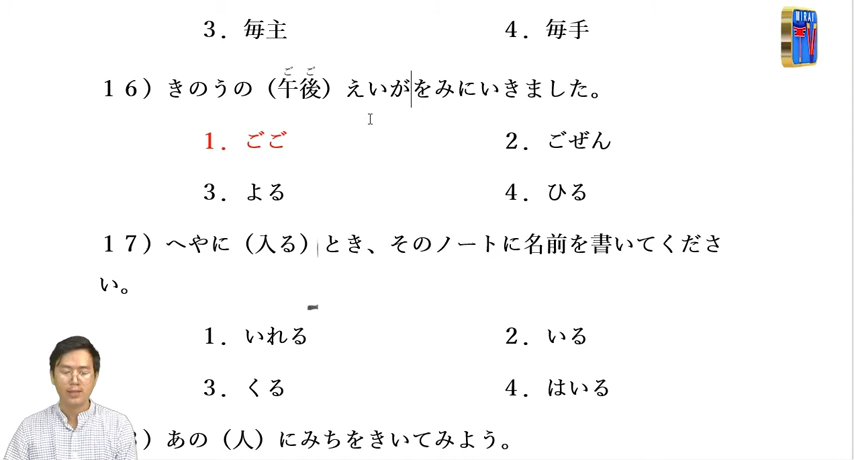 3．毎主　4．毎手
MIRAI
TV
ごご
16）きのうの（午後）えいがをみにいきました。
1．ごご　2．ごぜん
3．よる　4．ひる
17）へやに（入る）とき、そのノートに名前を書いてくださ
い。
1．いれる　2．いる
3．くる　4．はいる
）あの（人）にみちをきいてみよう。